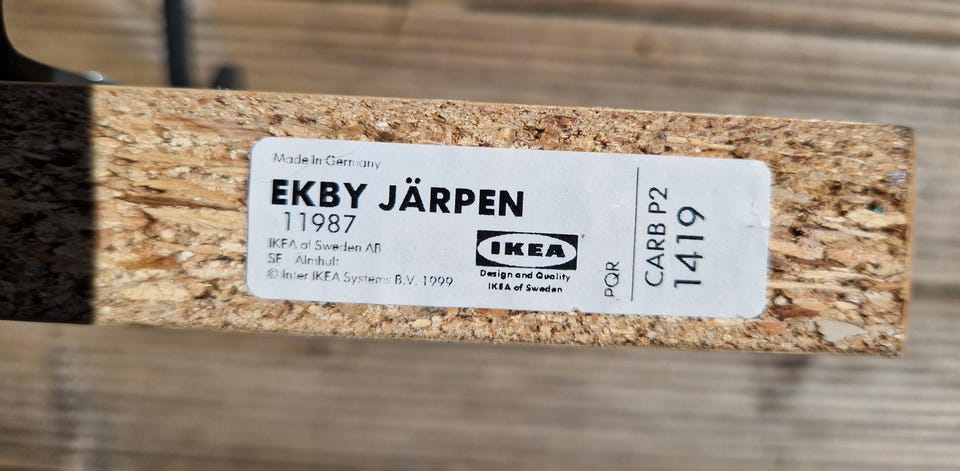 Made in Germany
EKBY JÄRPEN
11987
IKEA of Sweden AB
SE Älmhult
© Inter IKEA Systems B.V. 1999
IKEA
Design and Quality
IKEA of Sweden
PQR
CARB P2
1419